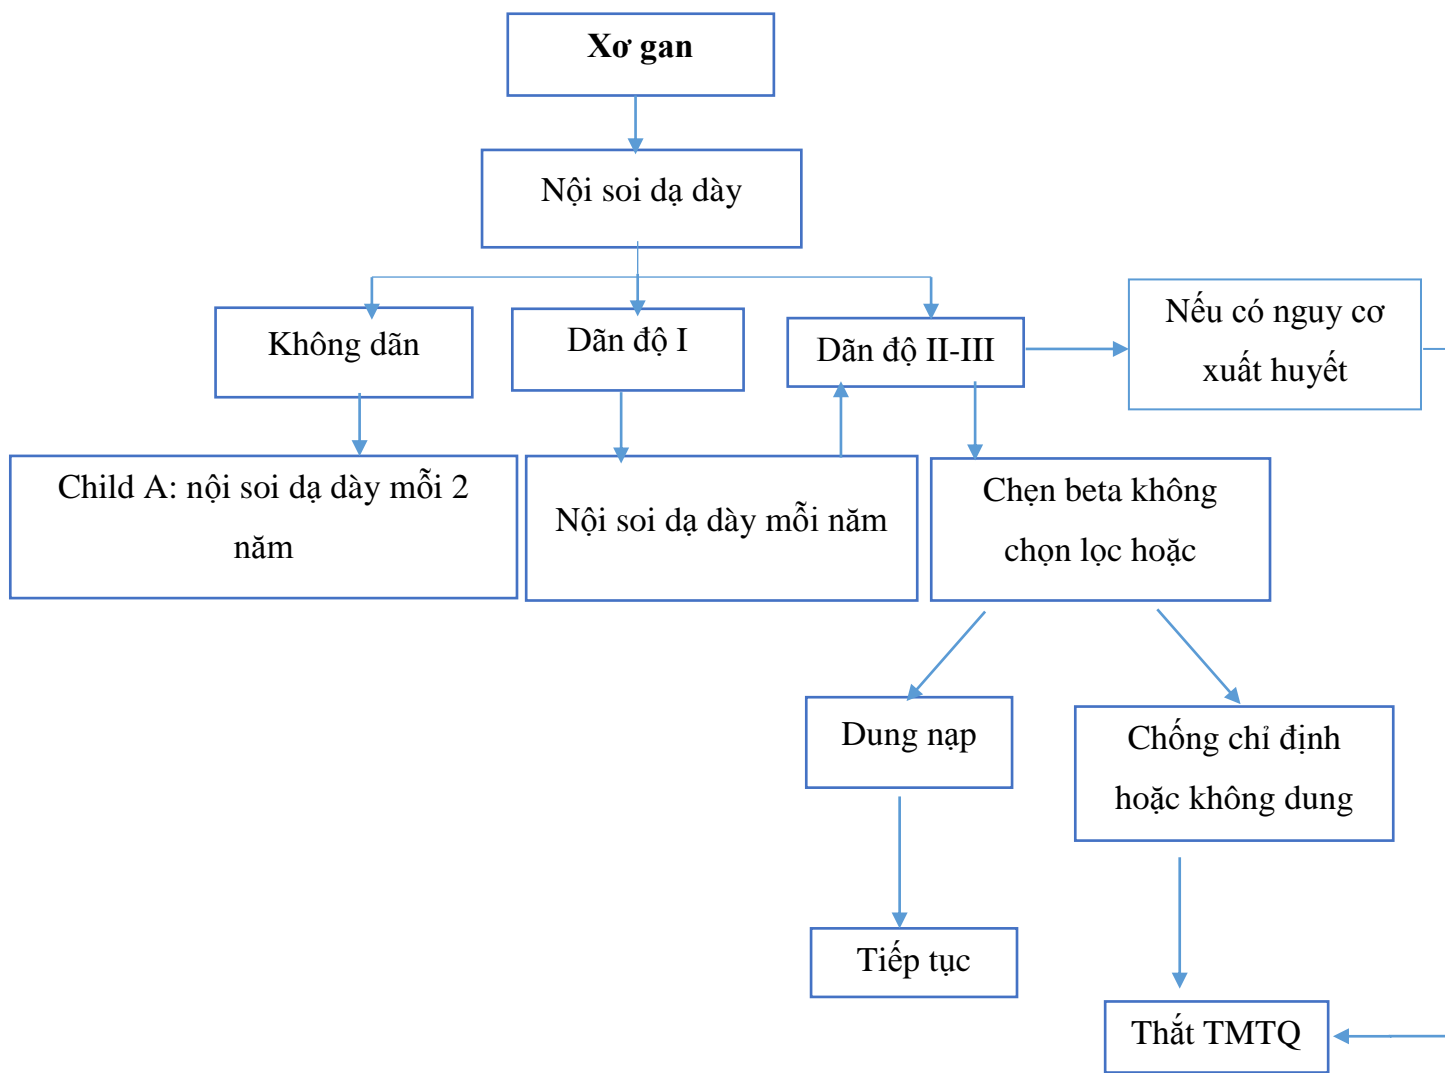 Xơ gan
Nội soi dạ dày
Không dãn
Dãn độ I
Dãn độ II-III
Nếu có nguy cơ
xuất huyết
Child A: nội soi dạ dày mỗi 2
năm
Nội soi dạ dày mỗi năm
Chẹn beta không
chọn lọc hoặc
Dung nạp
Chống chỉ định
hoặc không dung
Tiếp tục
Thắt TMTQ